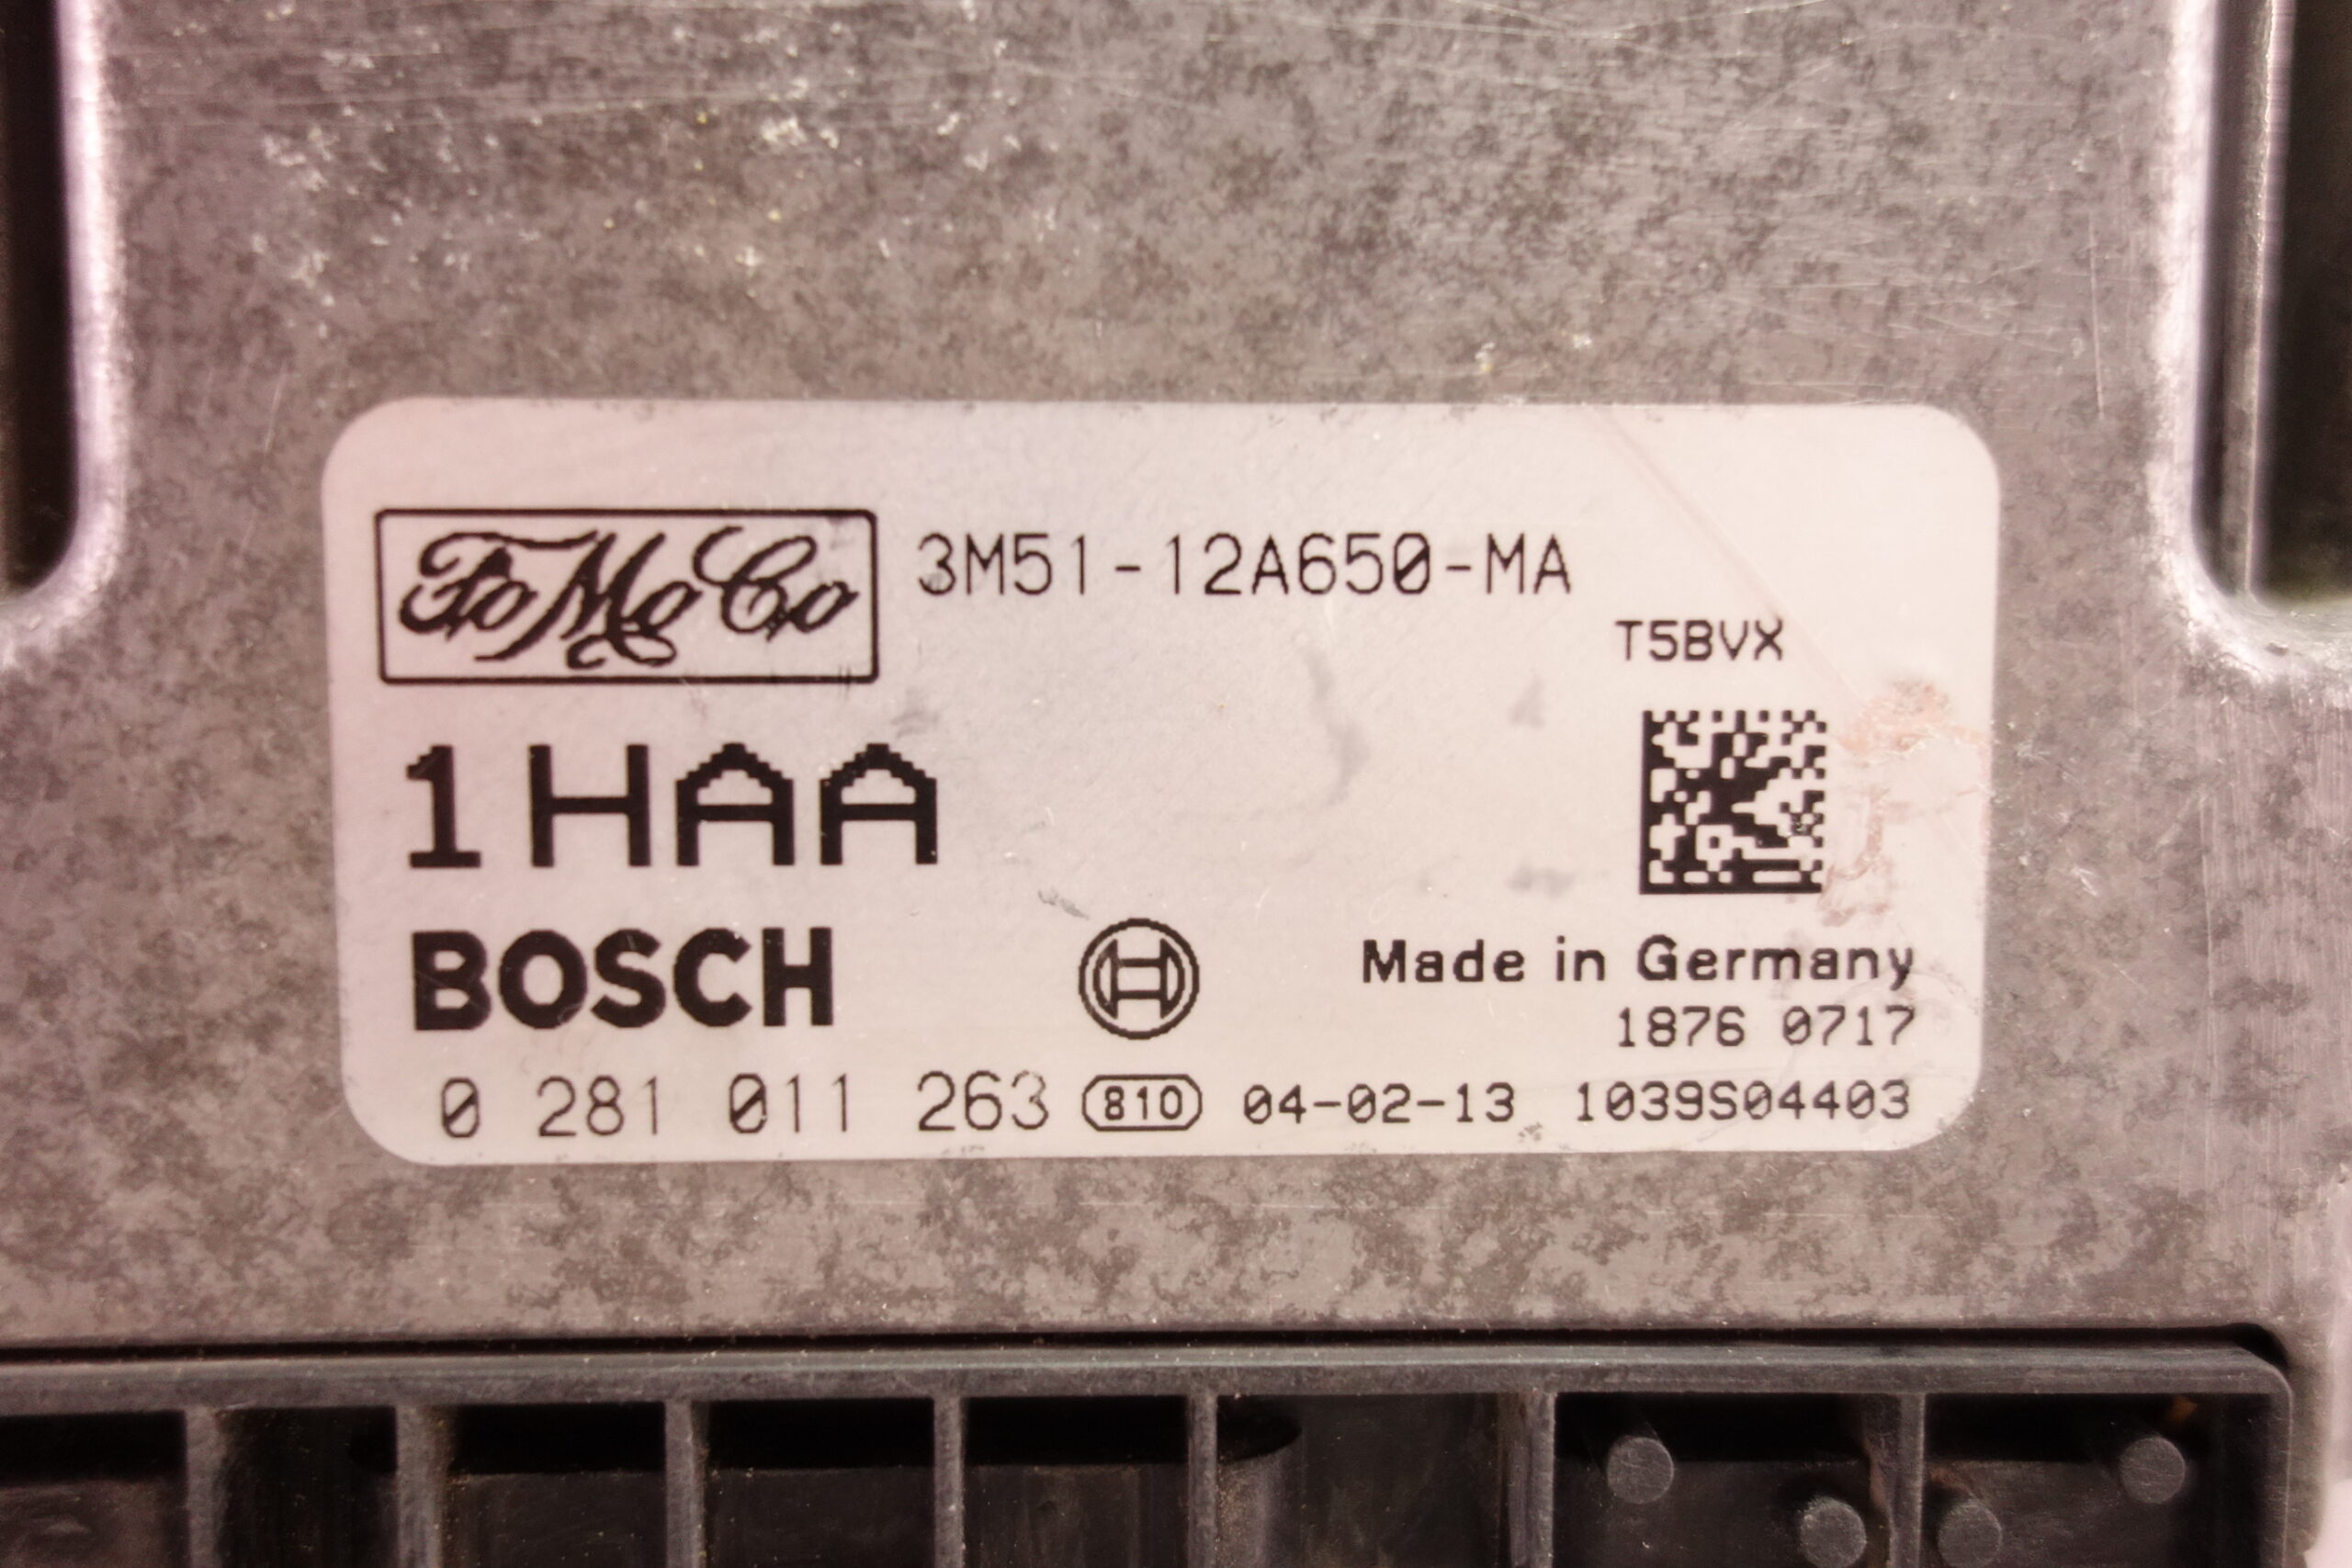 FoMoCo 3M51-12A650-MA
T5BVX
1HAA
BOSCH
Made in Germany
1876 0717
0 281 011 263 810 04-02-13 1039S04403